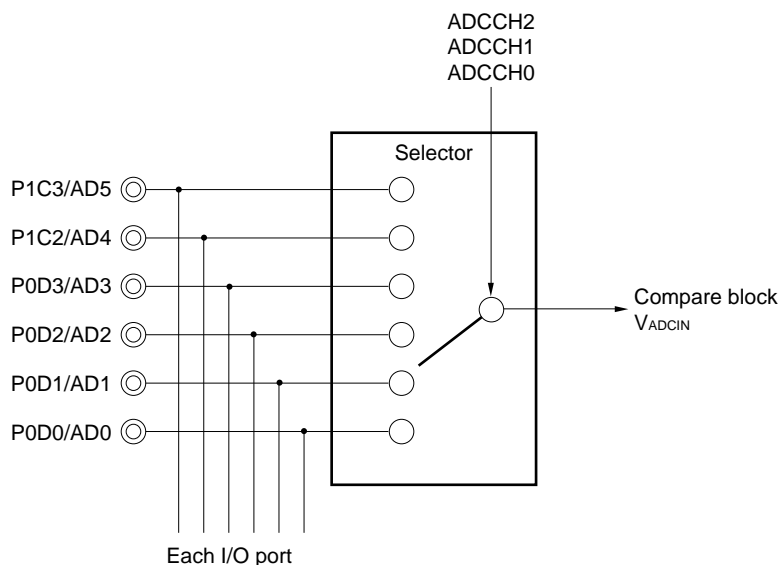 ADCCH2
ADCCH1
ADCCH0
Selector
P1C3/AD5
P1C2/AD4
P0D3/AD3
P0D2/AD2
P0D1/AD1
P0D0/AD0
Compare block
VADCIN
Each I/O port